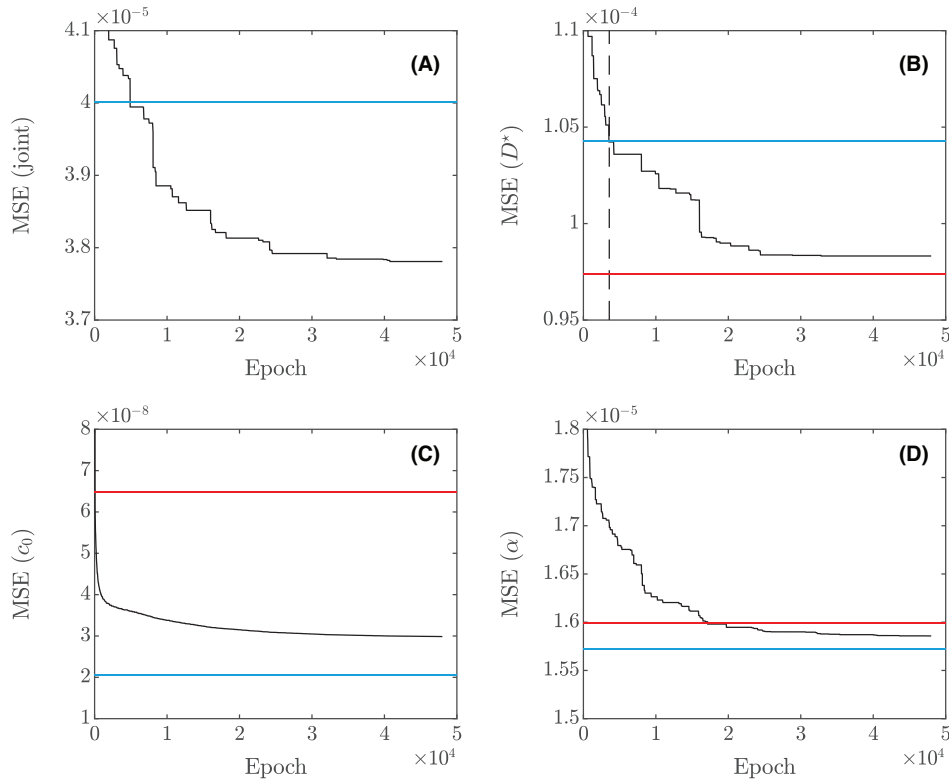 ×10⁻⁵
4.1
4
3.9
3.8
3.7
0 1 2 3 4 5
×10⁴
Epoch
MSE (joint)
(A)
×10⁻⁴
1.1
1.05
1
0.95
0 1 2 3 4 5
×10⁴
Epoch
MSE (D⋆)
(B)
×10⁻⁸
8
7
6
5
4
3
2
1
0 1 2 3 4 5
×10⁴
Epoch
MSE (c₀)
(C)
×10⁻⁵
1.8
1.75
1.7
1.65
1.6
1.55
1.5
0 1 2 3 4 5
×10⁴
Epoch
MSE (α)
(D)